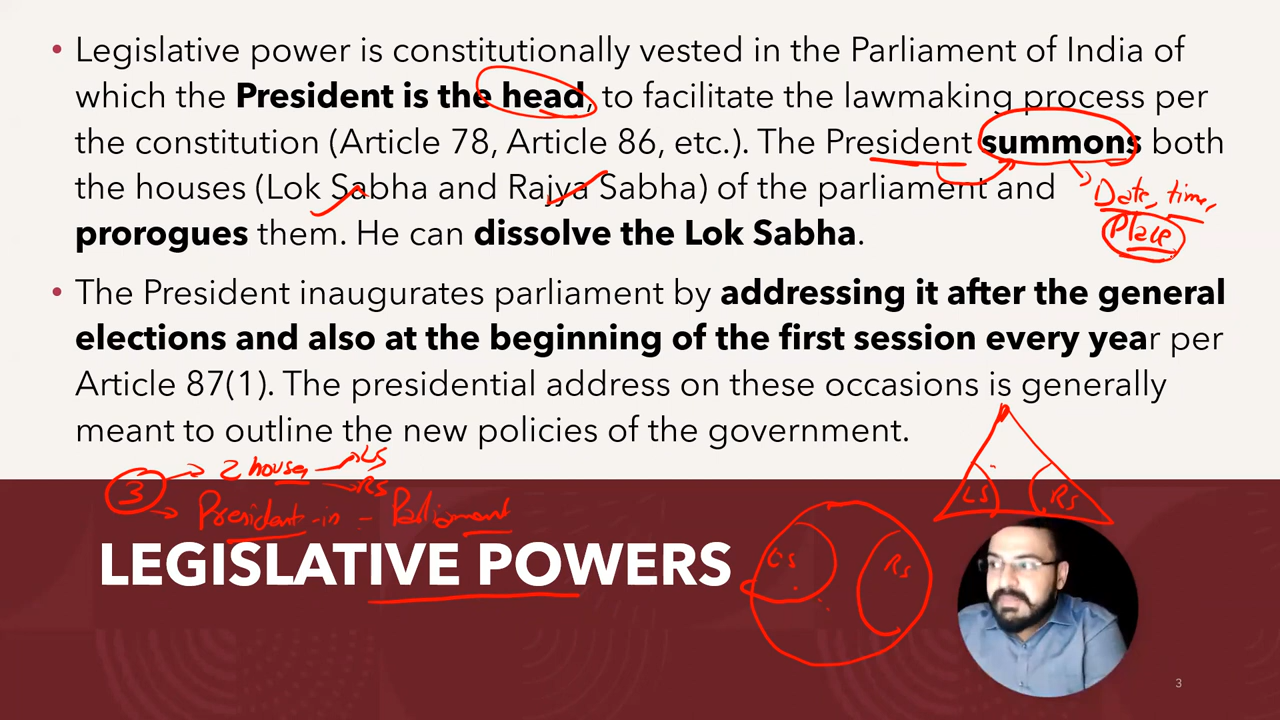 • Legislative power is constitutionally vested in the Parliament of India of
which the President is the head, to facilitate the lawmaking process per
the constitution (Article 78, Article 86, etc.). The President summons both
the houses (Lok Sabha and Rajya Sabha) of the parliament and
prorogues them. He can dissolve the Lok Sabha.
Date, time,
Place
• The President inaugurates parliament by addressing it after the general
elections and also at the beginning of the first session every year per
Article 87(1). The presidential address on these occasions is generally
meant to outline the new policies of the government.
3
2 houses
LS
RS
President-in-Parliament
LS RS
LEGISLATIVE POWERS
LS RS
3